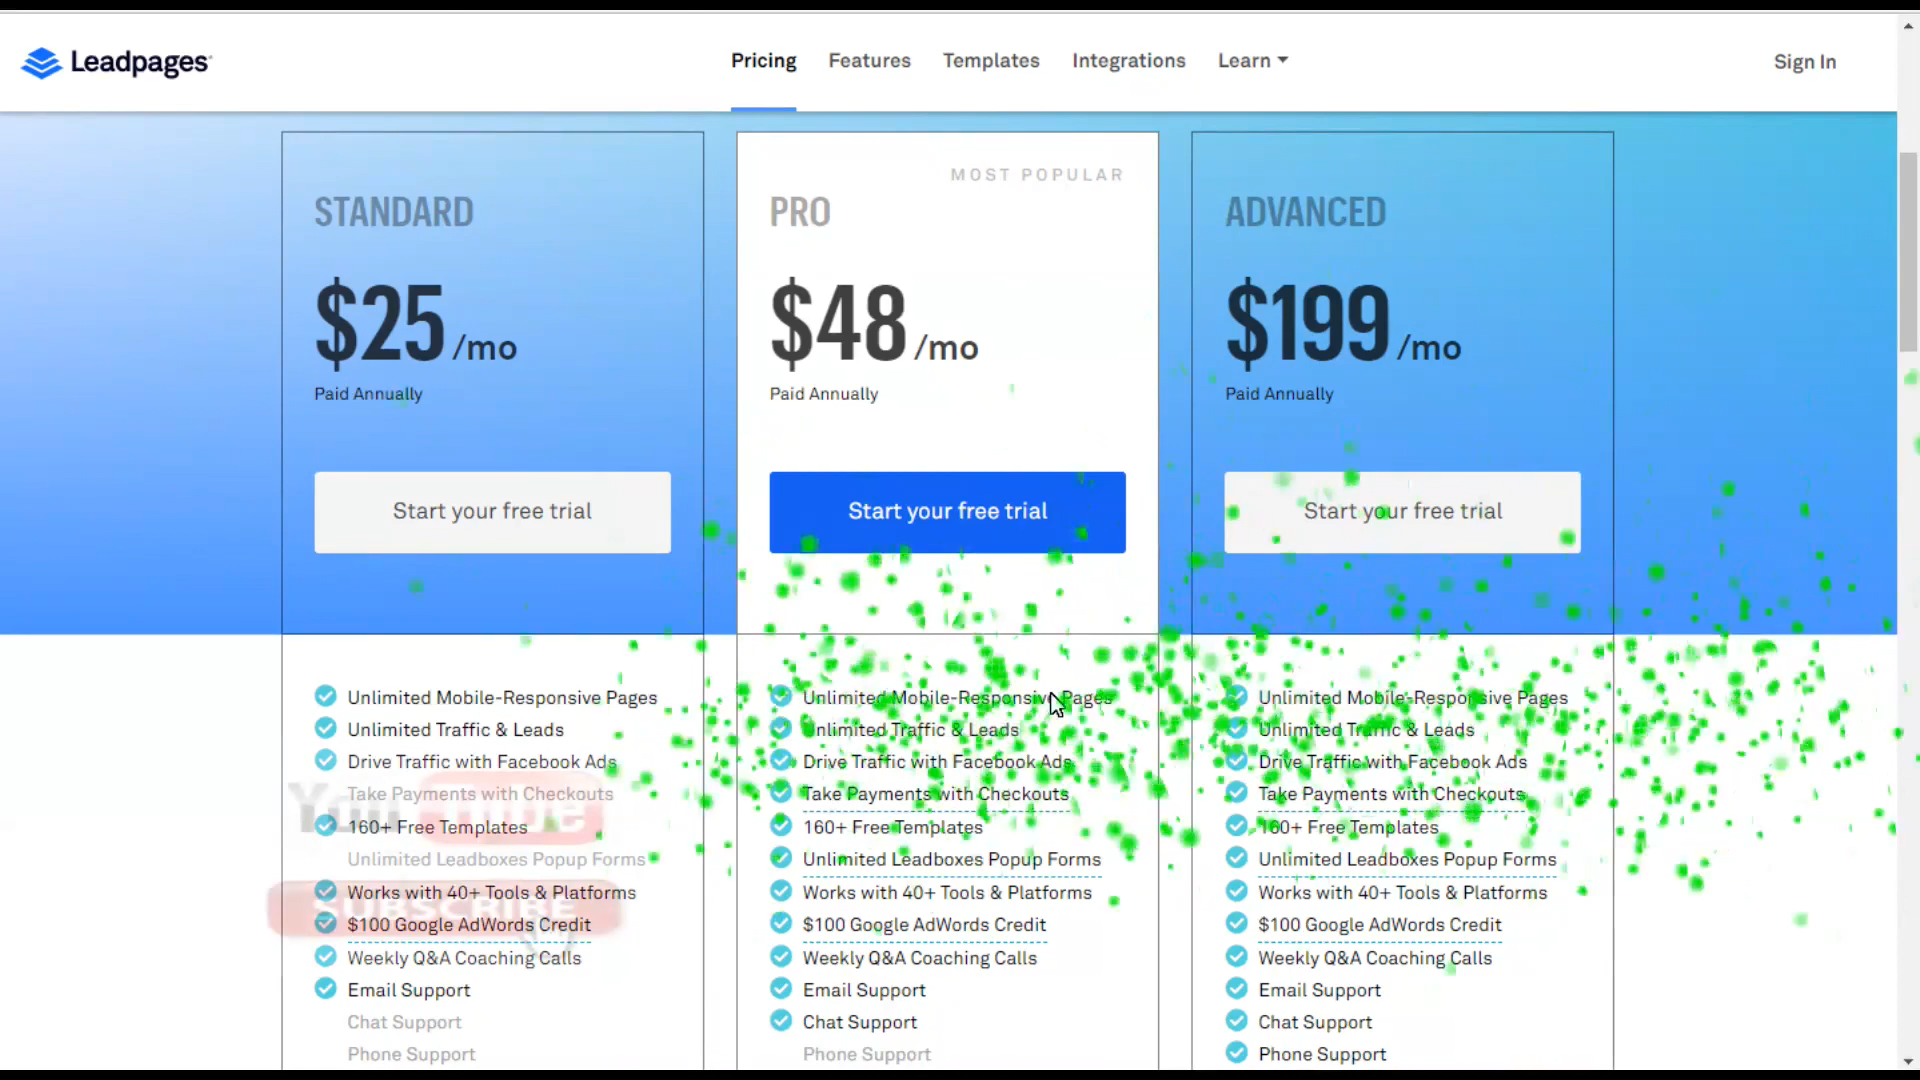 Leadpages
Pricing
Features
Templates
Integrations
Learn
Sign In
STANDARD
$25 /mo
Paid Annually
Start your free trial
Unlimited Mobile-Responsive Pages
Unlimited Traffic & Leads
Drive Traffic with Facebook Ads
Take Payments with Checkouts
160+ Free Templates
Unlimited Leadboxes Popup Forms
Works with 40+ Tools & Platforms
$100 Google AdWords Credit
Weekly Q&A Coaching Calls
Email Support
Chat Support
Phone Support
MOST POPULAR
PRO
$48 /mo
Paid Annually
Start your free trial
Unlimited Mobile-Responsive Pages
Unlimited Traffic & Leads
Drive Traffic with Facebook Ads
Take Payments with Checkouts
160+ Free Templates
Unlimited Leadboxes Popup Forms
Works with 40+ Tools & Platforms
$100 Google AdWords Credit
Weekly Q&A Coaching Calls
Email Support
Chat Support
Phone Support
ADVANCED
$199 /mo
Paid Annually
Start your free trial
Unlimited Mobile-Responsive Pages
Unlimited Traffic & Leads
Drive Traffic with Facebook Ads
Take Payments with Checkouts
160+ Free Templates
Unlimited Leadboxes Popup Forms
Works with 40+ Tools & Platforms
$100 Google AdWords Credit
Weekly Q&A Coaching Calls
Email Support
Chat Support
Phone Support
YouTube
SUBSCRIBE